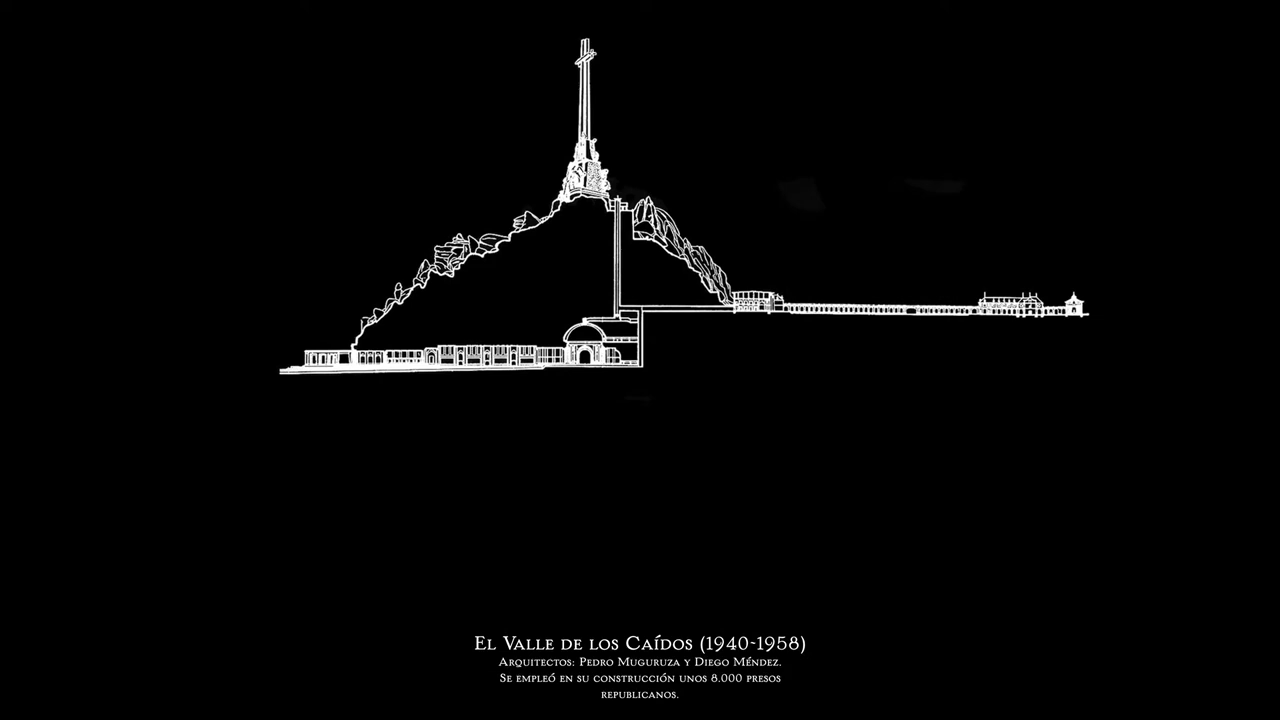 El Valle de los Caídos (1940-1958)
Arquitectos: Pedro Muguruza y Diego Méndez.
Se empleó en su construcción unos 8.000 presos
republicanos.